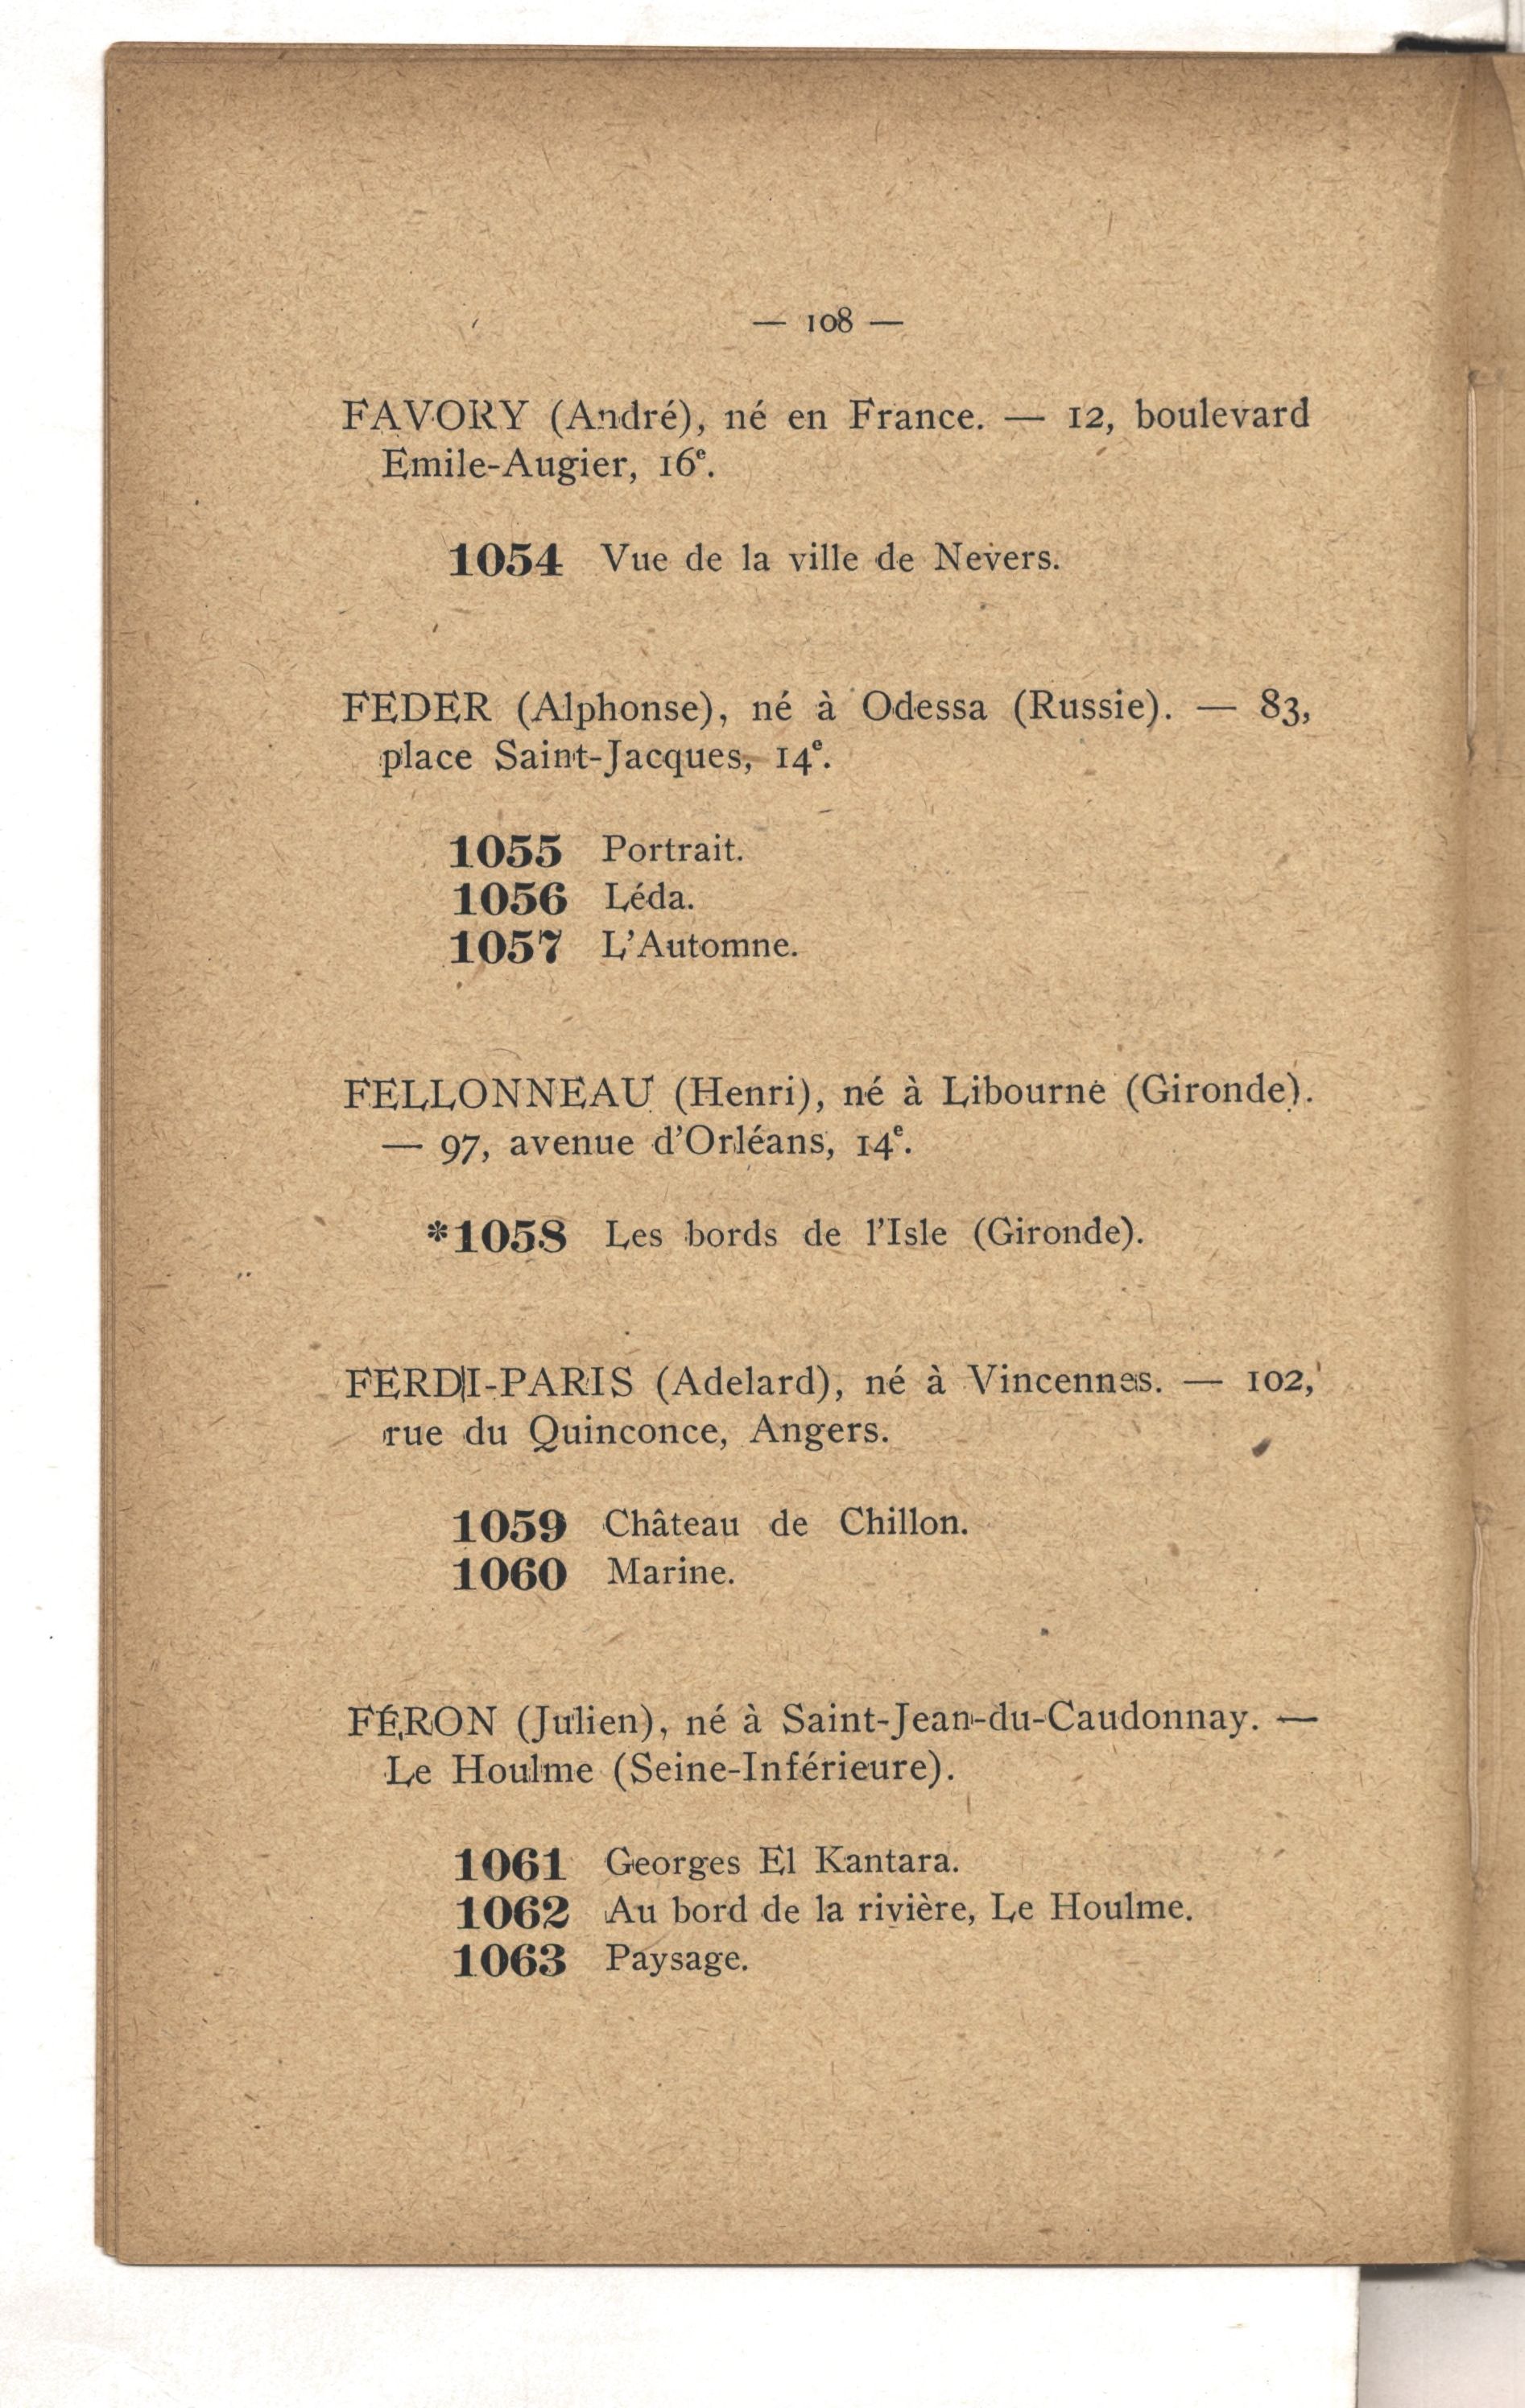 — 108 —
FAVORY (André), né en France. — 12, boulevard
Emile-Augier, 16e.
1054 Vue de la ville de Nevers.
FEDER (Alphonse), né à Odessa (Russie). — 83,
place Saint-Jacques, 14e.
1055 Portrait.
1056 Léda.
1057 L'Automne.
FELLONNEAU (Henri), né à Libourne (Gironde).
— 97, avenue d'Orléans, 14e.
*1058 Les bords de l'Isle (Gironde).
FERDI-PARIS (Adelard), né à Vincennes. — 102,
rue du Quinconce, Angers.
1059 Château de Chillon.
1060 Marine.
FÉRON (Julien), né à Saint-Jean-du-Caudonnay. —
Le Houlme (Seine-Inférieure).
1061 Georges El Kantara.
1062 Au bord de la rivière, Le Houlme.
1063 Paysage.